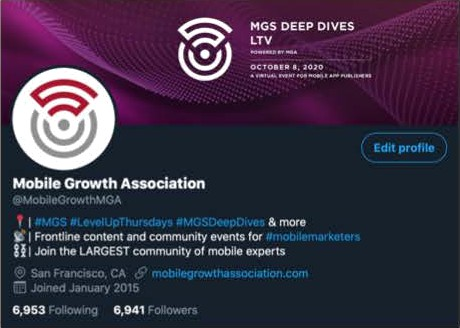 MGS DEEP DIVES
LTV
POWERED BY MGA
OCTOBER 8, 2020
A VIRTUAL EVENT FOR MOBILE APP PUBLISHERS
Edit profile
Mobile Growth Association
@MobileGrowthMGA
| #MGS #LevelUpThursdays #MGSDeepDives & more
| Frontline content and community events for #mobilemarketers
| Join the LARGEST community of mobile experts
San Francisco, CA mobilegrowthassociation.com
Joined January 2015
6,953 Following 6,941 Followers